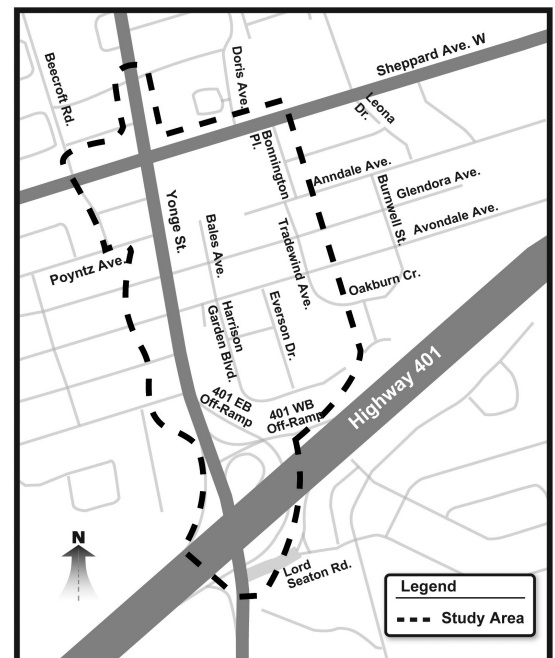 Sheppard Ave. W
Beecroft Rd.
Doris Ave.
Leona
Dr.
Bonnington
Pl.
Anndale Ave.
Glendora Ave.
Burnwell St.
Avondale Ave.
Yonge St.
Bales Ave.
Tradewind Ave.
Poyntz Ave.
Oakburn Cr.
Harrison
Garden Blvd.
Everson Dr.
401 EB
Off-Ramp
401 WB
Off-Ramp
Highway 401
N
Lord
Seaton Rd.
Legend
Study Area